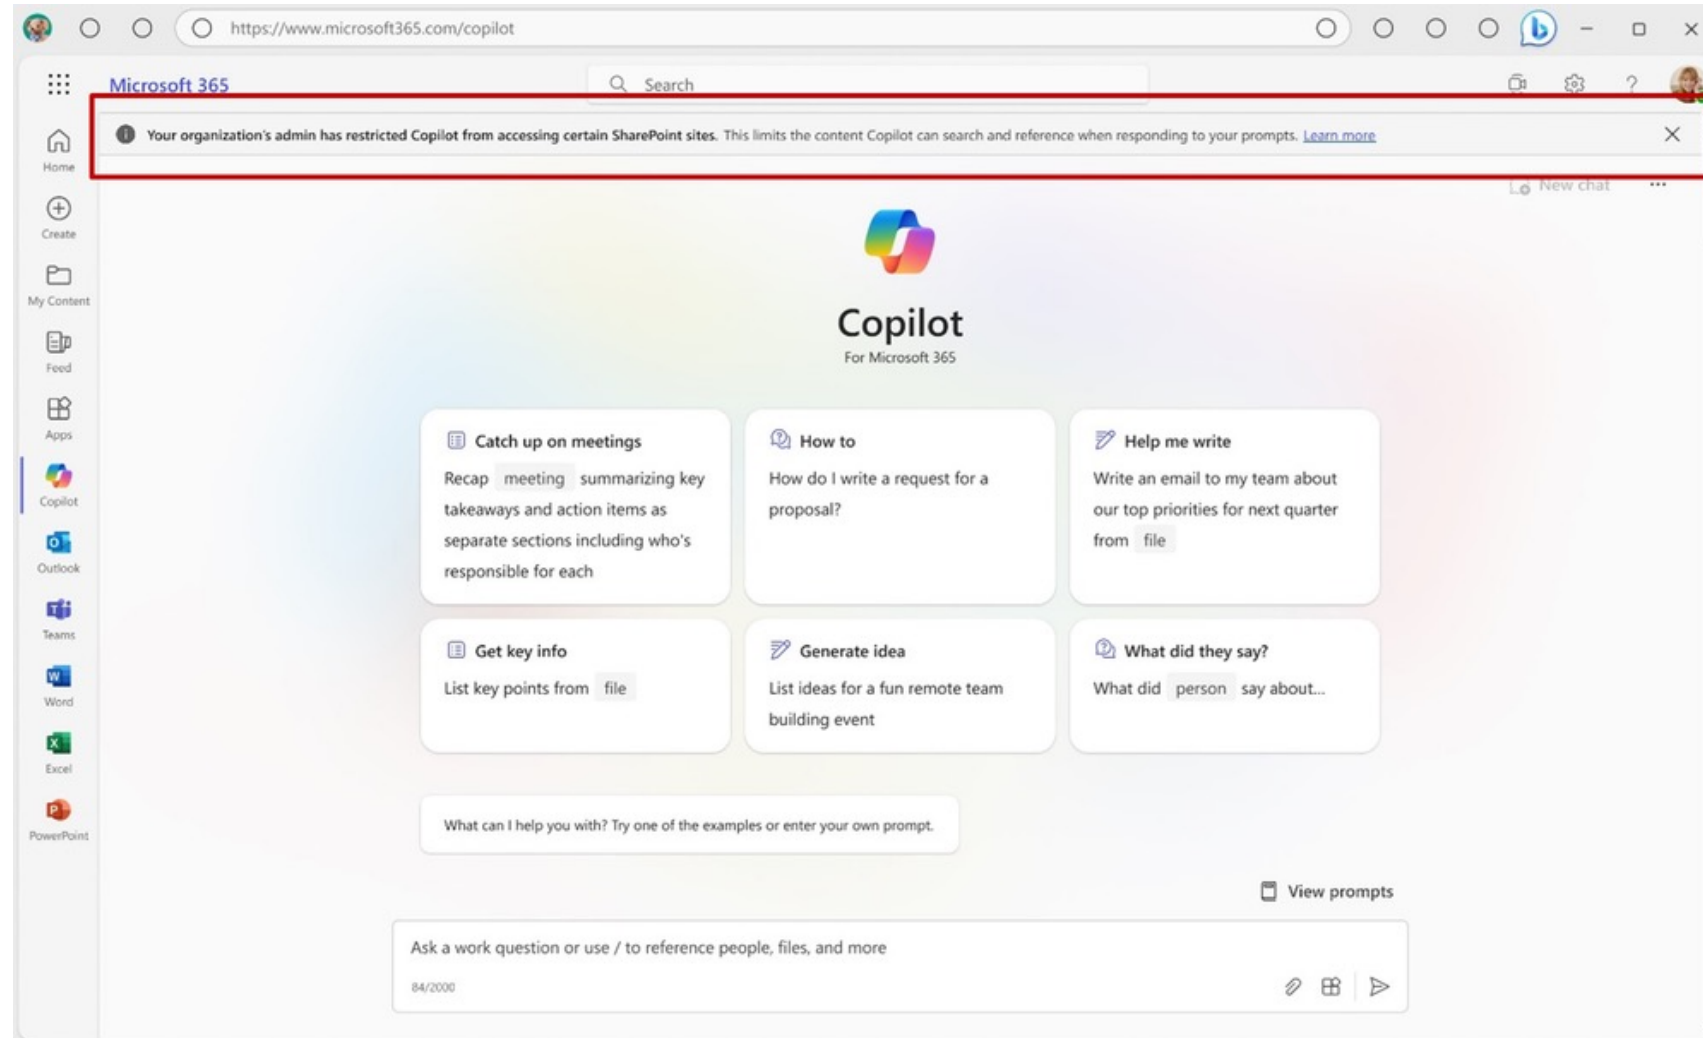 https://www.microsoft365.com/copilot
Microsoft 365
Search
Your organization's admin has restricted Copilot from accessing certain SharePoint sites. This limits the content Copilot can search and reference when responding to your prompts. Learn more
Home
Create
My Content
Feed
Apps
Copilot
Outlook
Teams
Word
Excel
PowerPoint
New chat
Copilot
For Microsoft 365
Catch up on meetings
Recap meeting summarizing key
takeaways and action items as
separate sections including who's
responsible for each
How to
How do I write a request for a
proposal?
Help me write
Write an email to my team about
our top priorities for next quarter
from file
Get key info
List key points from file
Generate idea
List ideas for a fun remote team
building event
What did they say?
What did person say about...
What can I help you with? Try one of the examples or enter your own prompt.
View prompts
Ask a work question or use / to reference people, files, and more
84/2000